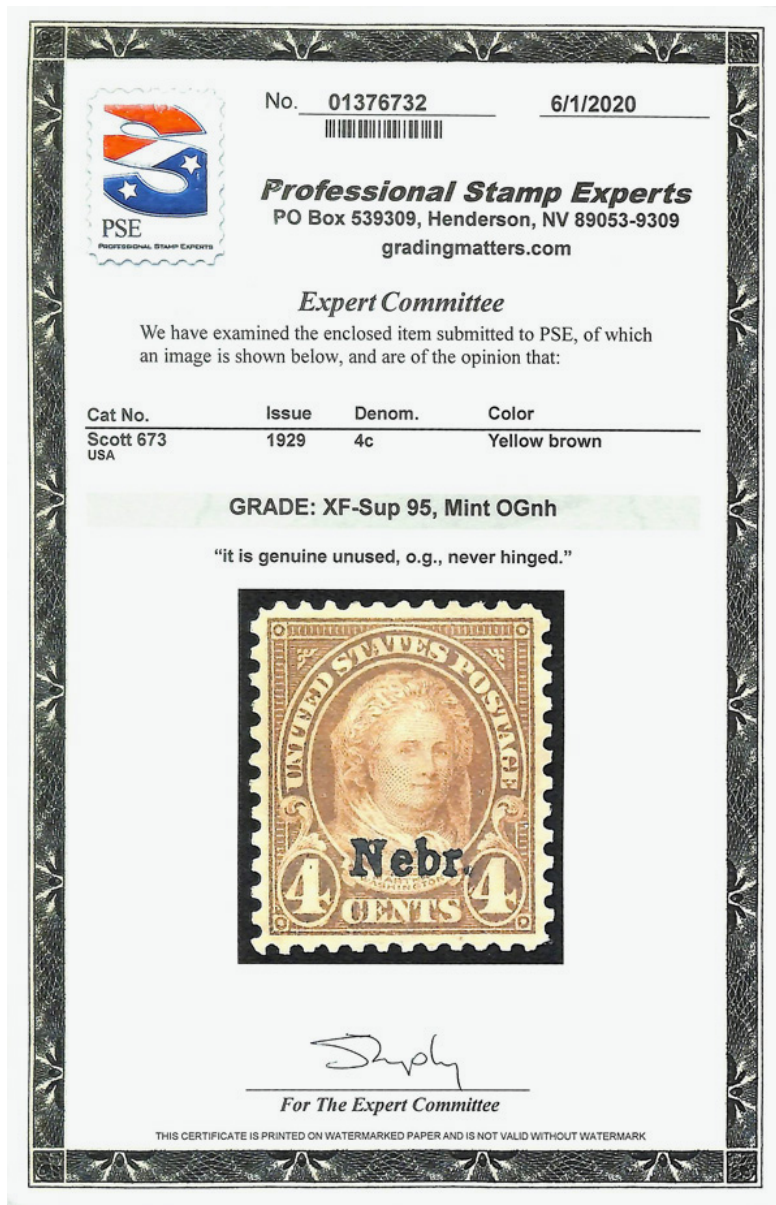 No. 01376732 6/1/2020
PSE
PROFESSIONAL STAMP EXPERTS
Professional Stamp Experts
PO Box 539309, Henderson, NV 89053-9309
gradingmatters.com
Expert Committee
We have examined the enclosed item submitted to PSE, of which
an image is shown below, and are of the opinion that:
Cat No. Issue Denom. Color
Scott 673 1929 4c Yellow brown
USA
GRADE: XF-Sup 95, Mint OGnh
“it is genuine unused, o.g., never hinged.”
UNITED STATES POSTAGE
Nebr.
WASHINGTON
4 CENTS 4
For The Expert Committee
THIS CERTIFICATE IS PRINTED ON WATERMARKED PAPER AND IS NOT VALID WITHOUT WATERMARK